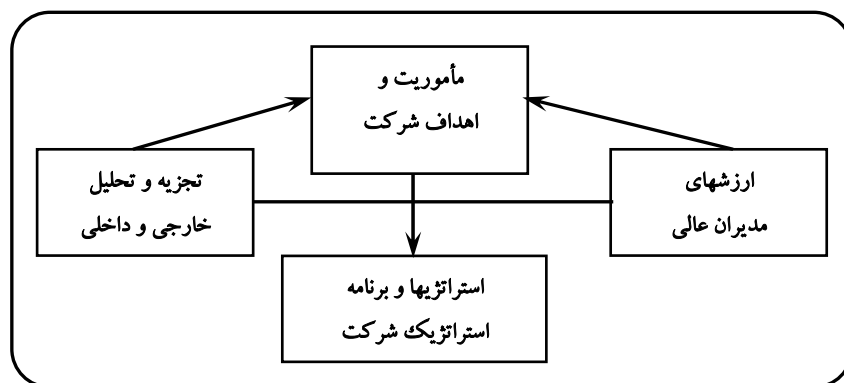 مأموریت و
اهداف شرکت
ارزشهای
مدیران عالی
تجزیه و تحلیل
خارجی و داخلی
استراتژیها و برنامه
استراتژیک شرکت